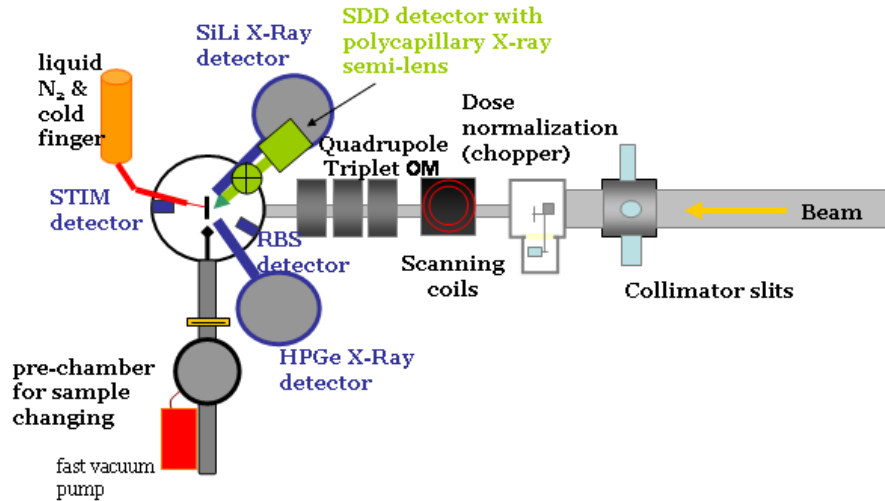 SDD detector with
polycapillary X-ray
semi-lens
SiLi X-Ray
detector
liquid
N₂ &
cold
finger
Dose
normalization
(chopper)
Quadrupole
Triplet OM
STIM
detector
RBS
detector
Beam
Scanning
coils
Collimator slits
HPGe X-Ray
detector
pre-chamber
for sample
changing
fast vacuum
pump